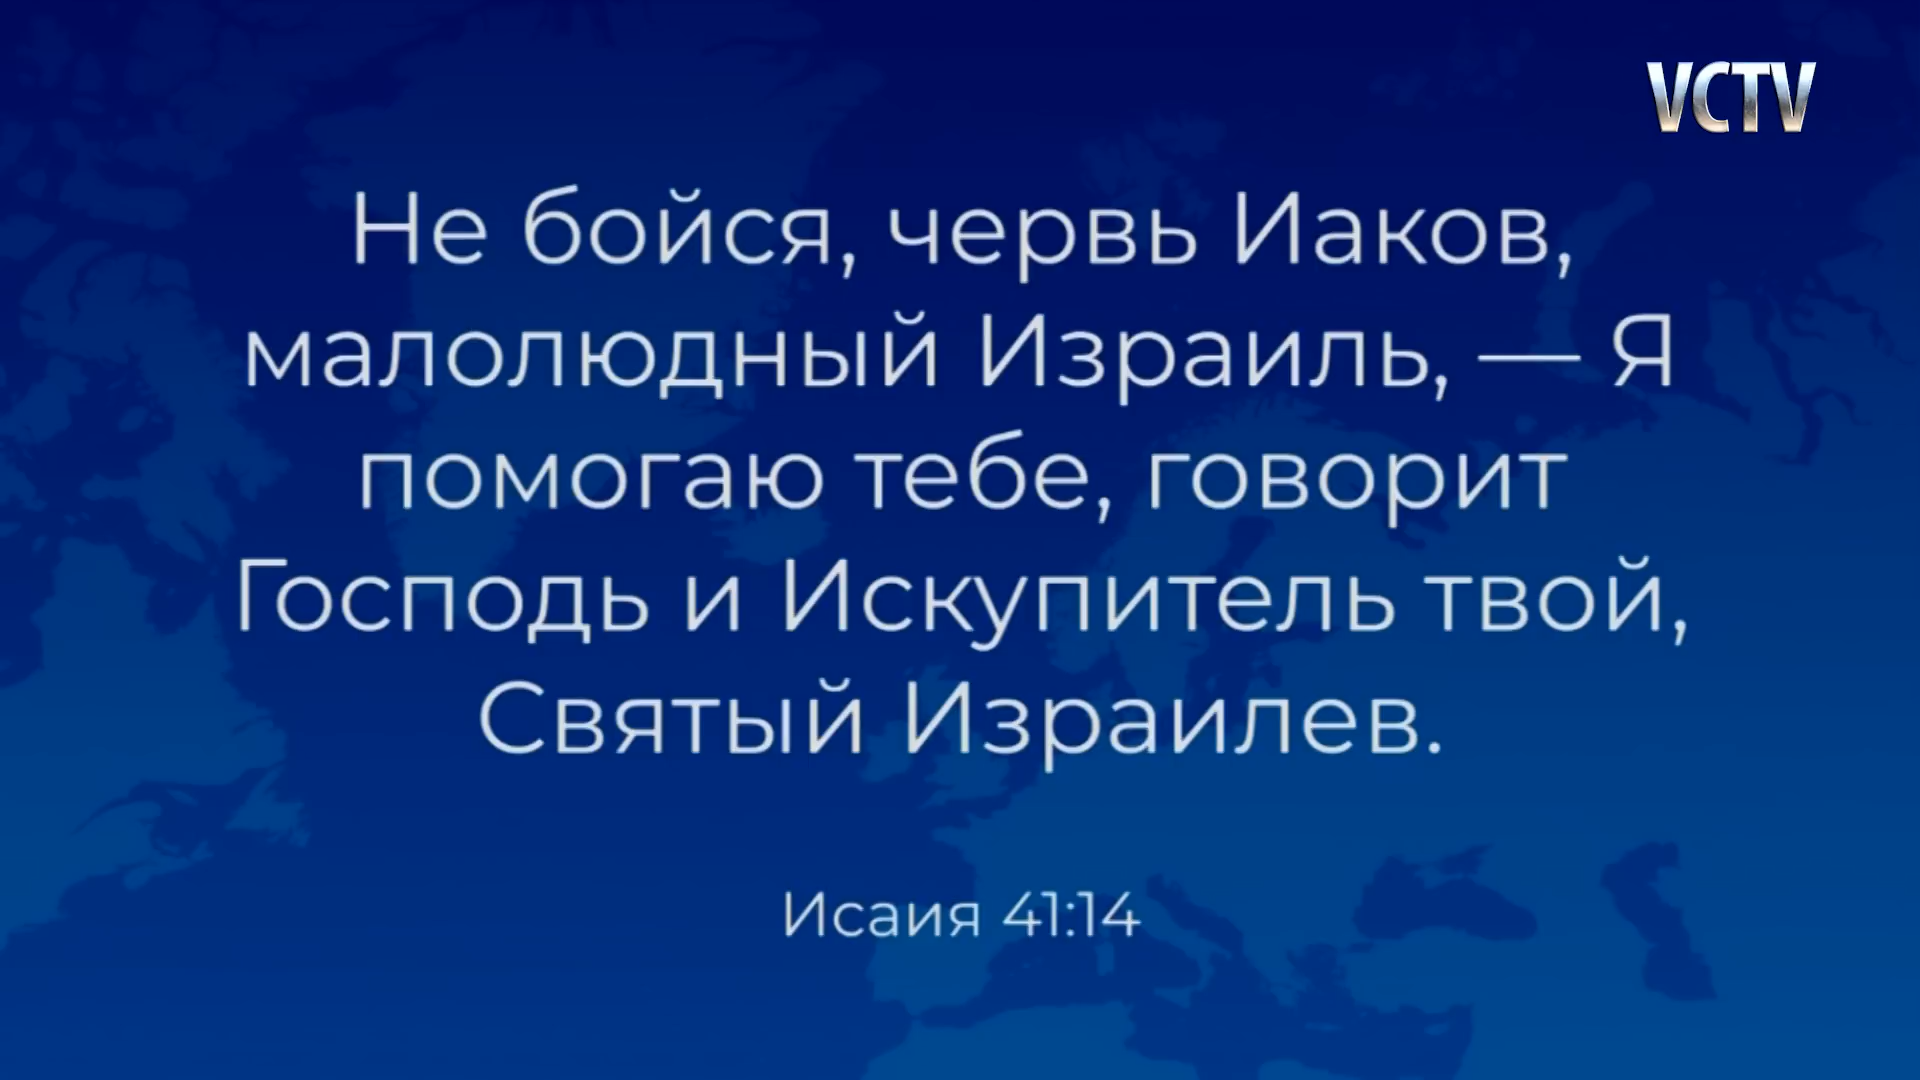 VCTV
Не бойся, червь Иаков,
малолюдный Израиль, — Я
помогаю тебе, говорит
Господь и Искупитель твой,
Святый Израилев.
Исаия 41:14